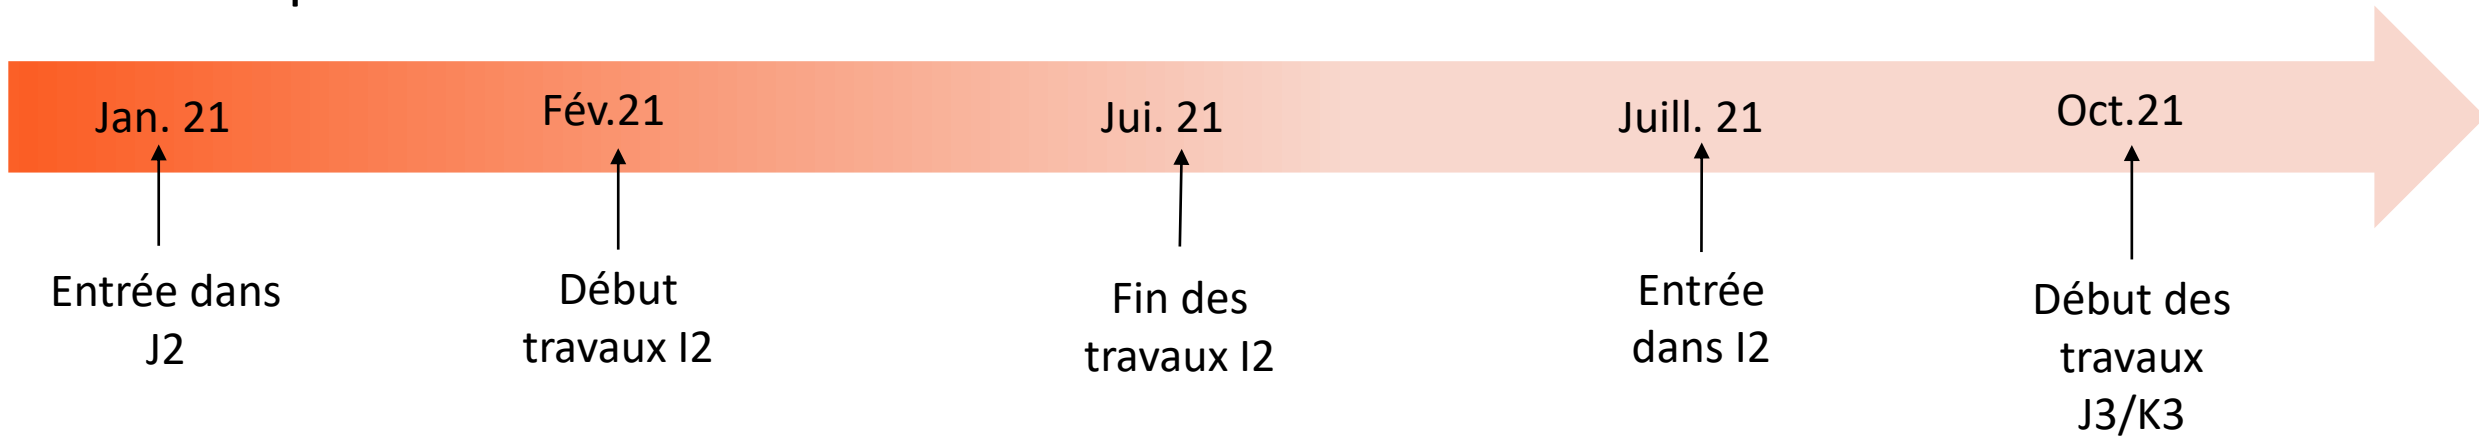 Jan. 21
Fév.21
Jui. 21
Juill. 21
Oct.21
Entrée dans
J2
Début
travaux I2
Fin des
travaux I2
Entrée
dans I2
Début des
travaux
J3/K3